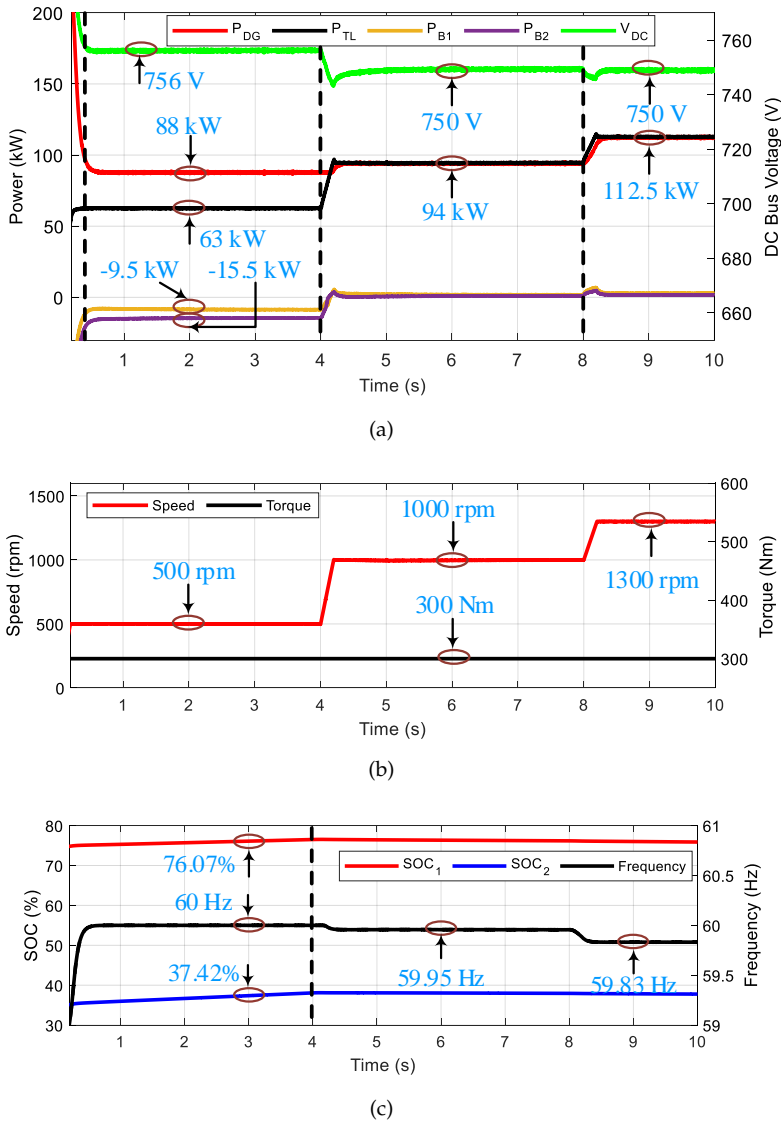 P_DG P_TL P_B1 P_B2 V_DC
200
150
100
50
0
Power (kW)
760
740
720
700
680
660
DC Bus Voltage (V)
756 V
88 kW
63 kW
-9.5 kW -15.5 kW
750 V
94 kW
750 V
112.5 kW
1 2 3 4 5 6 7 8 9 10
Time (s)
(a)
Speed Torque
1500
1000
500
0
Speed (rpm)
600
500
400
300
Torque (Nm)
500 rpm
1000 rpm
300 Nm
1300 rpm
1 2 3 4 5 6 7 8 9 10
Time (s)
(b)
SOC_1 SOC_2 Frequency
80
70
60
50
40
30
SOC (%)
61
60.5
60
59.5
59
Frequency (Hz)
76.07%
60 Hz
37.42%
59.95 Hz
59.83 Hz
1 2 3 4 5 6 7 8 9 10
Time (s)
(c)